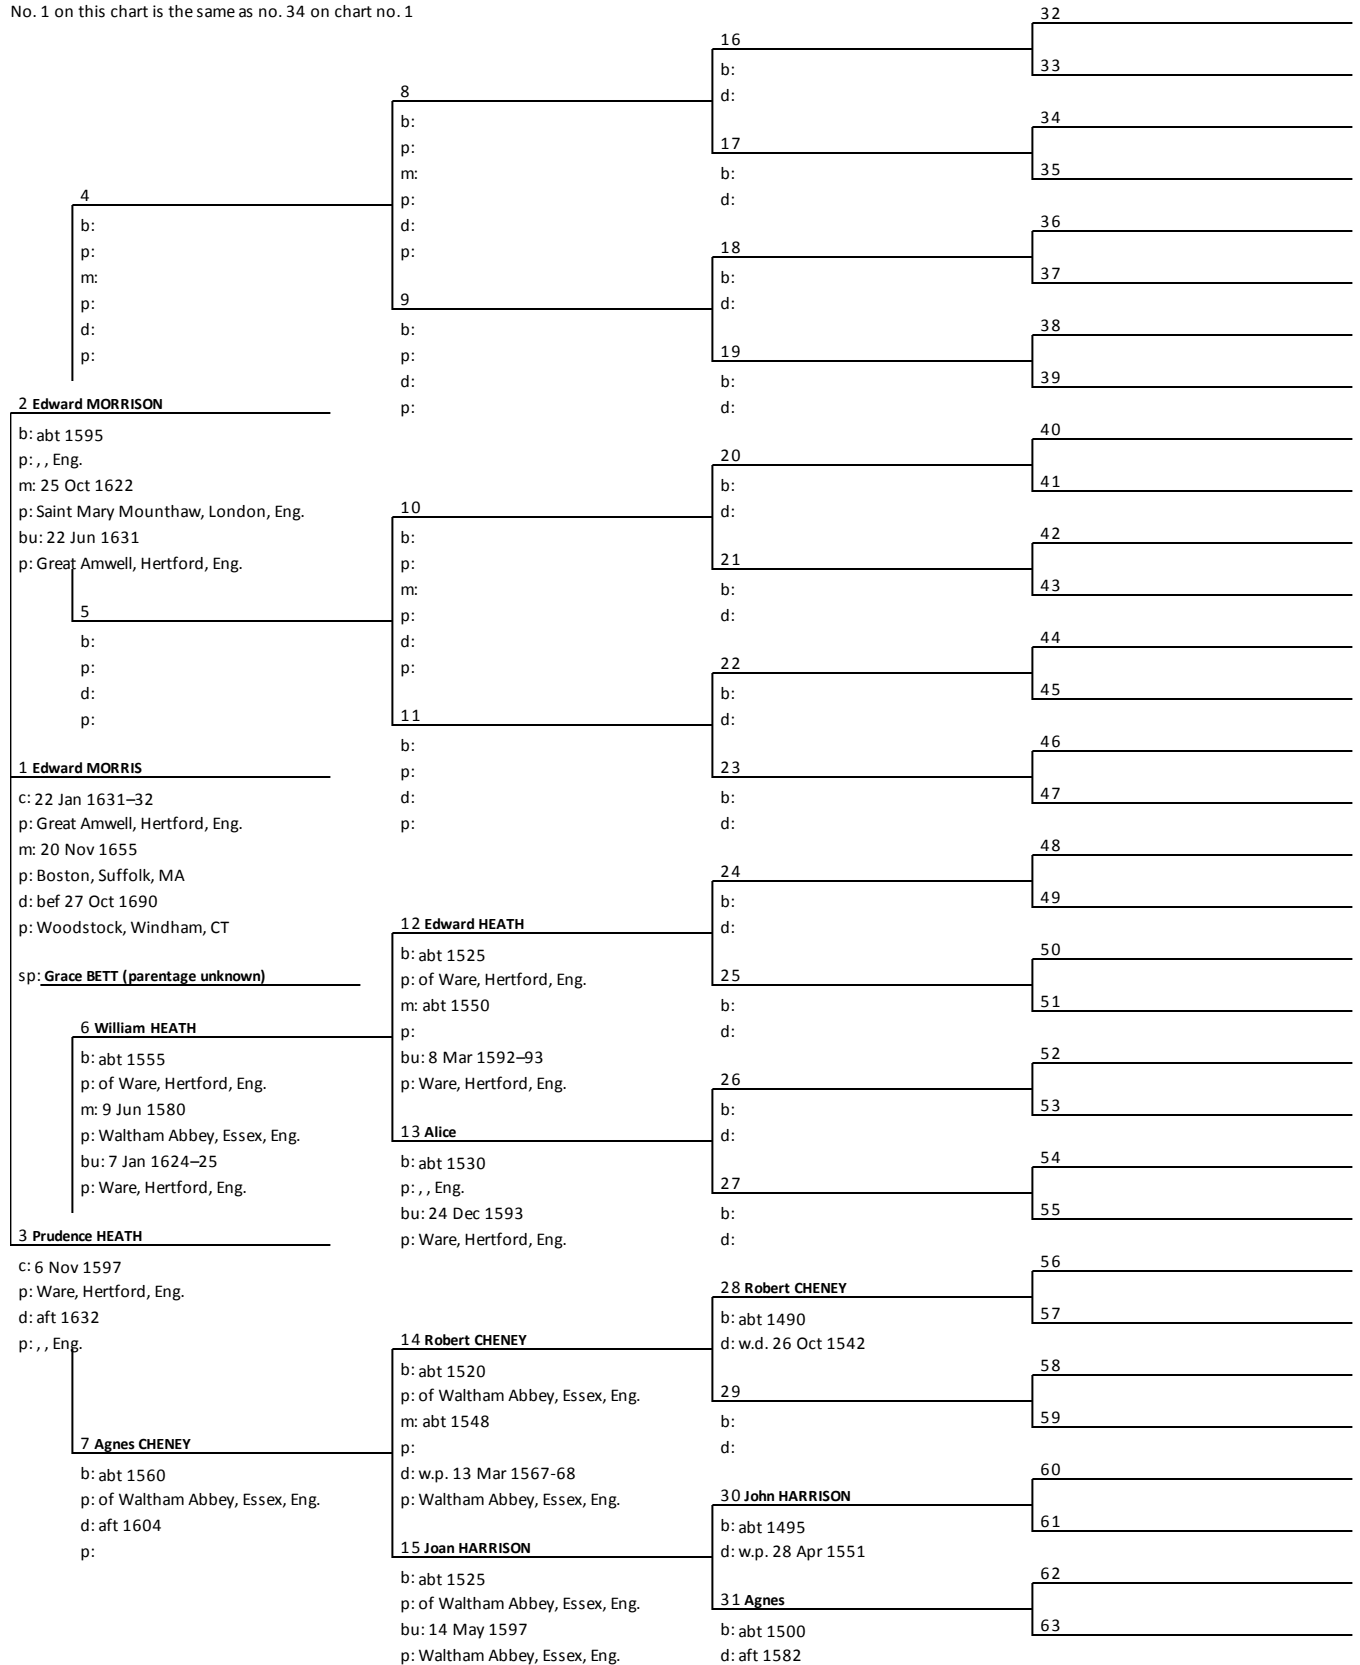 No. 1 on this chart is the same as no. 34 on chart no. 1
4
b:
p:
m:
p:
d:
p:
2 Edward MORRISON
b: abt 1595
p: , , Eng.
m: 25 Oct 1622
p: Saint Mary Mounthaw, London, Eng.
bu: 22 Jun 1631
p: Great Amwell, Hertford, Eng.
5
b:
p:
d:
p:
1 Edward MORRIS
c: 22 Jan 1631–32
p: Great Amwell, Hertford, Eng.
m: 20 Nov 1655
p: Boston, Suffolk, MA
d: bef 27 Oct 1690
p: Woodstock, Windham, CT
sp: Grace BETT (parentage unknown)
6 William HEATH
b: abt 1555
p: of Ware, Hertford, Eng.
m: 9 Jun 1580
p: Waltham Abbey, Essex, Eng.
bu: 7 Jan 1624–25
p: Ware, Hertford, Eng.
3 Prudence HEATH
c: 6 Nov 1597
p: Ware, Hertford, Eng.
d: aft 1632
p: , , Eng.
7 Agnes CHENEY
b: abt 1560
p: of Waltham Abbey, Essex, Eng.
d: aft 1604
p:
8
b:
p:
m:
p:
d:
p:
9
b:
p:
d:
p:
10
b:
p:
m:
p:
d:
p:
11
b:
p:
d:
p:
12 Edward HEATH
b: abt 1525
p: of Ware, Hertford, Eng.
m: abt 1550
p:
bu: 8 Mar 1592–93
p: Ware, Hertford, Eng.
13 Alice
b: abt 1530
p: , , Eng.
bu: 24 Dec 1593
p: Ware, Hertford, Eng.
14 Robert CHENEY
b: abt 1520
p: of Waltham Abbey, Essex, Eng.
m: abt 1548
p:
d: w.p. 13 Mar 1567-68
p: Waltham Abbey, Essex, Eng.
15 Joan HARRISON
b: abt 1525
p: of Waltham Abbey, Essex, Eng.
bu: 14 May 1597
p: Waltham Abbey, Essex, Eng.
16
b:
d:
17
b:
d:
18
b:
d:
19
b:
d:
20
b:
d:
21
b:
d:
22
b:
d:
23
b:
d:
24
b:
d:
25
b:
d:
26
b:
d:
27
b:
d:
28 Robert CHENEY
b: abt 1490
d: w.d. 26 Oct 1542
29
b:
d:
30 John HARRISON
b: abt 1495
d: w.p. 28 Apr 1551
31 Agnes
b: abt 1500
d: aft 1582
32
33
34
35
36
37
38
39
40
41
42
43
44
45
46
47
48
49
50
51
52
53
54
55
56
57
58
59
60
61
62
63